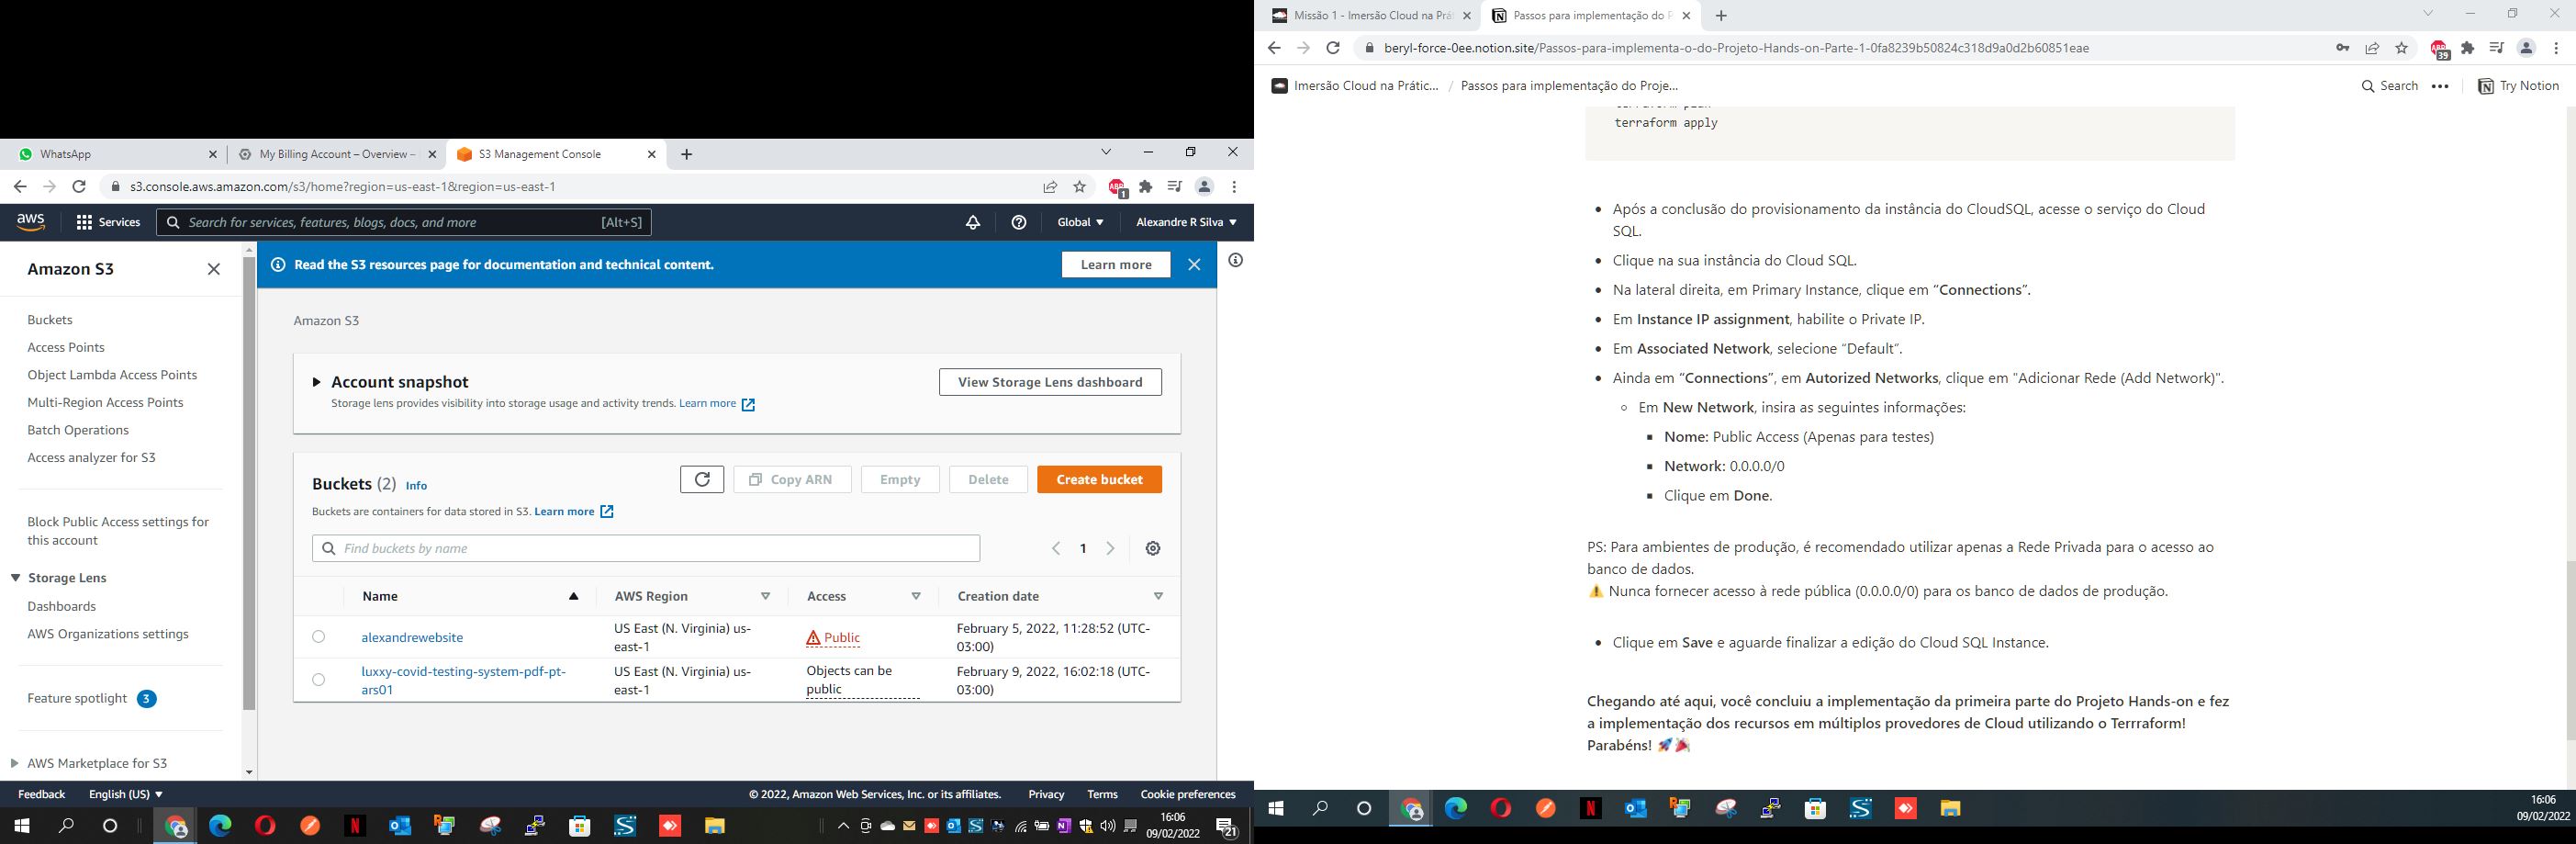 WhatsApp
My Billing Account – Overview –
S3 Management Console
s3.console.aws.amazon.com/s3/home?region=us-east-1&region=us-east-1
ABP
1
aws
Services
Search for services, features, blogs, docs, and more
[Alt+S]
Global
Alexandre R Silva
Amazon S3
Buckets
Access Points
Object Lambda Access Points
Multi-Region Access Points
Batch Operations
Access analyzer for S3
Block Public Access settings for
this account
Storage Lens
Dashboards
AWS Organizations settings
Feature spotlight 3
AWS Marketplace for S3
Read the S3 resources page for documentation and technical content.
Learn more
Amazon S3
Account snapshot
Storage lens provides visibility into storage usage and activity trends. Learn more
View Storage Lens dashboard
Buckets (2) Info
Copy ARN
Empty
Delete
Create bucket
Buckets are containers for data stored in S3. Learn more
Find buckets by name
1
Name
AWS Region
Access
Creation date
alexandrewebsite
US East (N. Virginia) us-
east-1
Public
February 5, 2022, 11:28:52 (UTC-
03:00)
luxxy-covid-testing-system-pdf-pt-
ars01
US East (N. Virginia) us-
east-1
Objects can be
public
February 9, 2022, 16:02:18 (UTC-
03:00)
Feedback
English (US)
© 2022, Amazon Web Services, Inc. or its affiliates.
Privacy
Terms
Cookie preferences
16:06
09/02/2022
21
Missão 1 - Imersão Cloud na Prá
Passos para implementação do P
beryl-force-0ee.notion.site/Passos-para-implementa-o-do-Projeto-Hands-on-Parte-1-0fa8239b50824c318d9a0d2b60851eae
ABP
39
Imersão Cloud na Prátic...
/
Passos para implementação do Proje...
Search
Try Notion
terraform plan
terraform apply
• Após a conclusão do provisionamento da instância do CloudSQL, acesse o serviço do Cloud
SQL.
• Clique na sua instância do Cloud SQL.
• Na lateral direita, em Primary Instance, clique em “Connections”.
• Em Instance IP assignment, habilite o Private IP.
• Em Associated Network, selecione “Default”.
• Ainda em “Connections”, em Autorized Networks, clique em "Adicionar Rede (Add Network)".
◦ Em New Network, insira as seguintes informações:
▪ Nome: Public Access (Apenas para testes)
▪ Network: 0.0.0.0/0
▪ Clique em Done.
PS: Para ambientes de produção, é recomendado utilizar apenas a Rede Privada para o acesso ao
banco de dados.
⚠️ Nunca fornecer acesso à rede pública (0.0.0.0/0) para os banco de dados de produção.
• Clique em Save e aguarde finalizar a edição do Cloud SQL Instance.
Chegando até aqui, você concluiu a implementação da primeira parte do Projeto Hands-on e fez
a implementação dos recursos em múltiplos provedores de Cloud utilizando o Terrraform!
Parabéns! 🚀🎉
16:06
09/02/2022